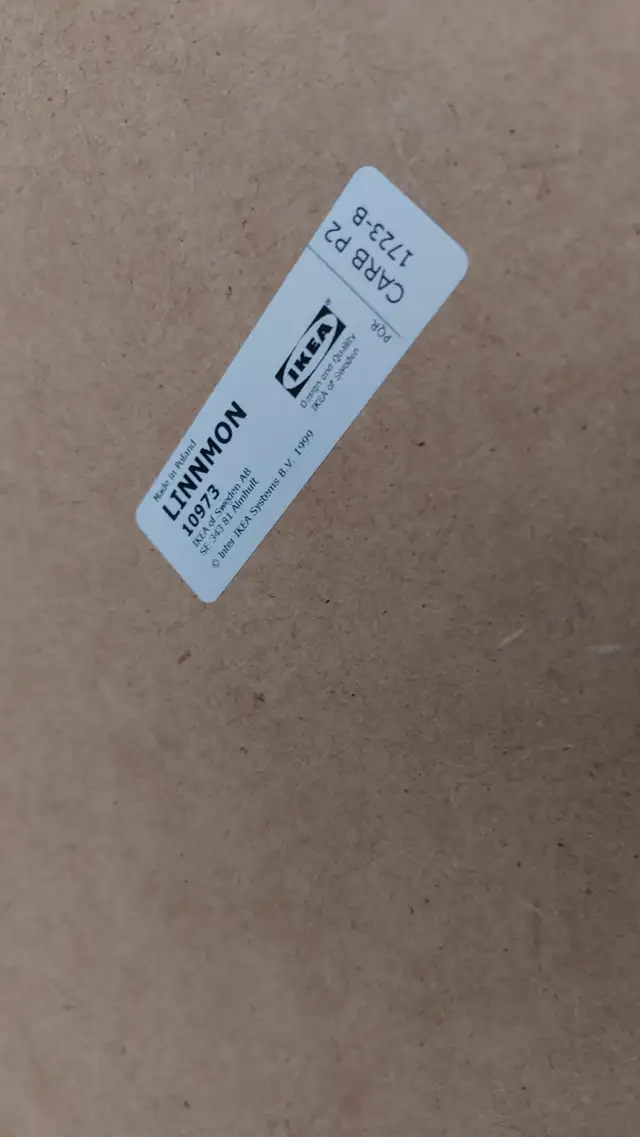 Made in Poland
LINNMON
10973
IKEA of Sweden AB
SE 343 81 Älmhult
© Inter IKEA Systems B.V. 1999
IKEA®
Design and Quality
IKEA of Sweden
PQR
CARB P2
1723-B